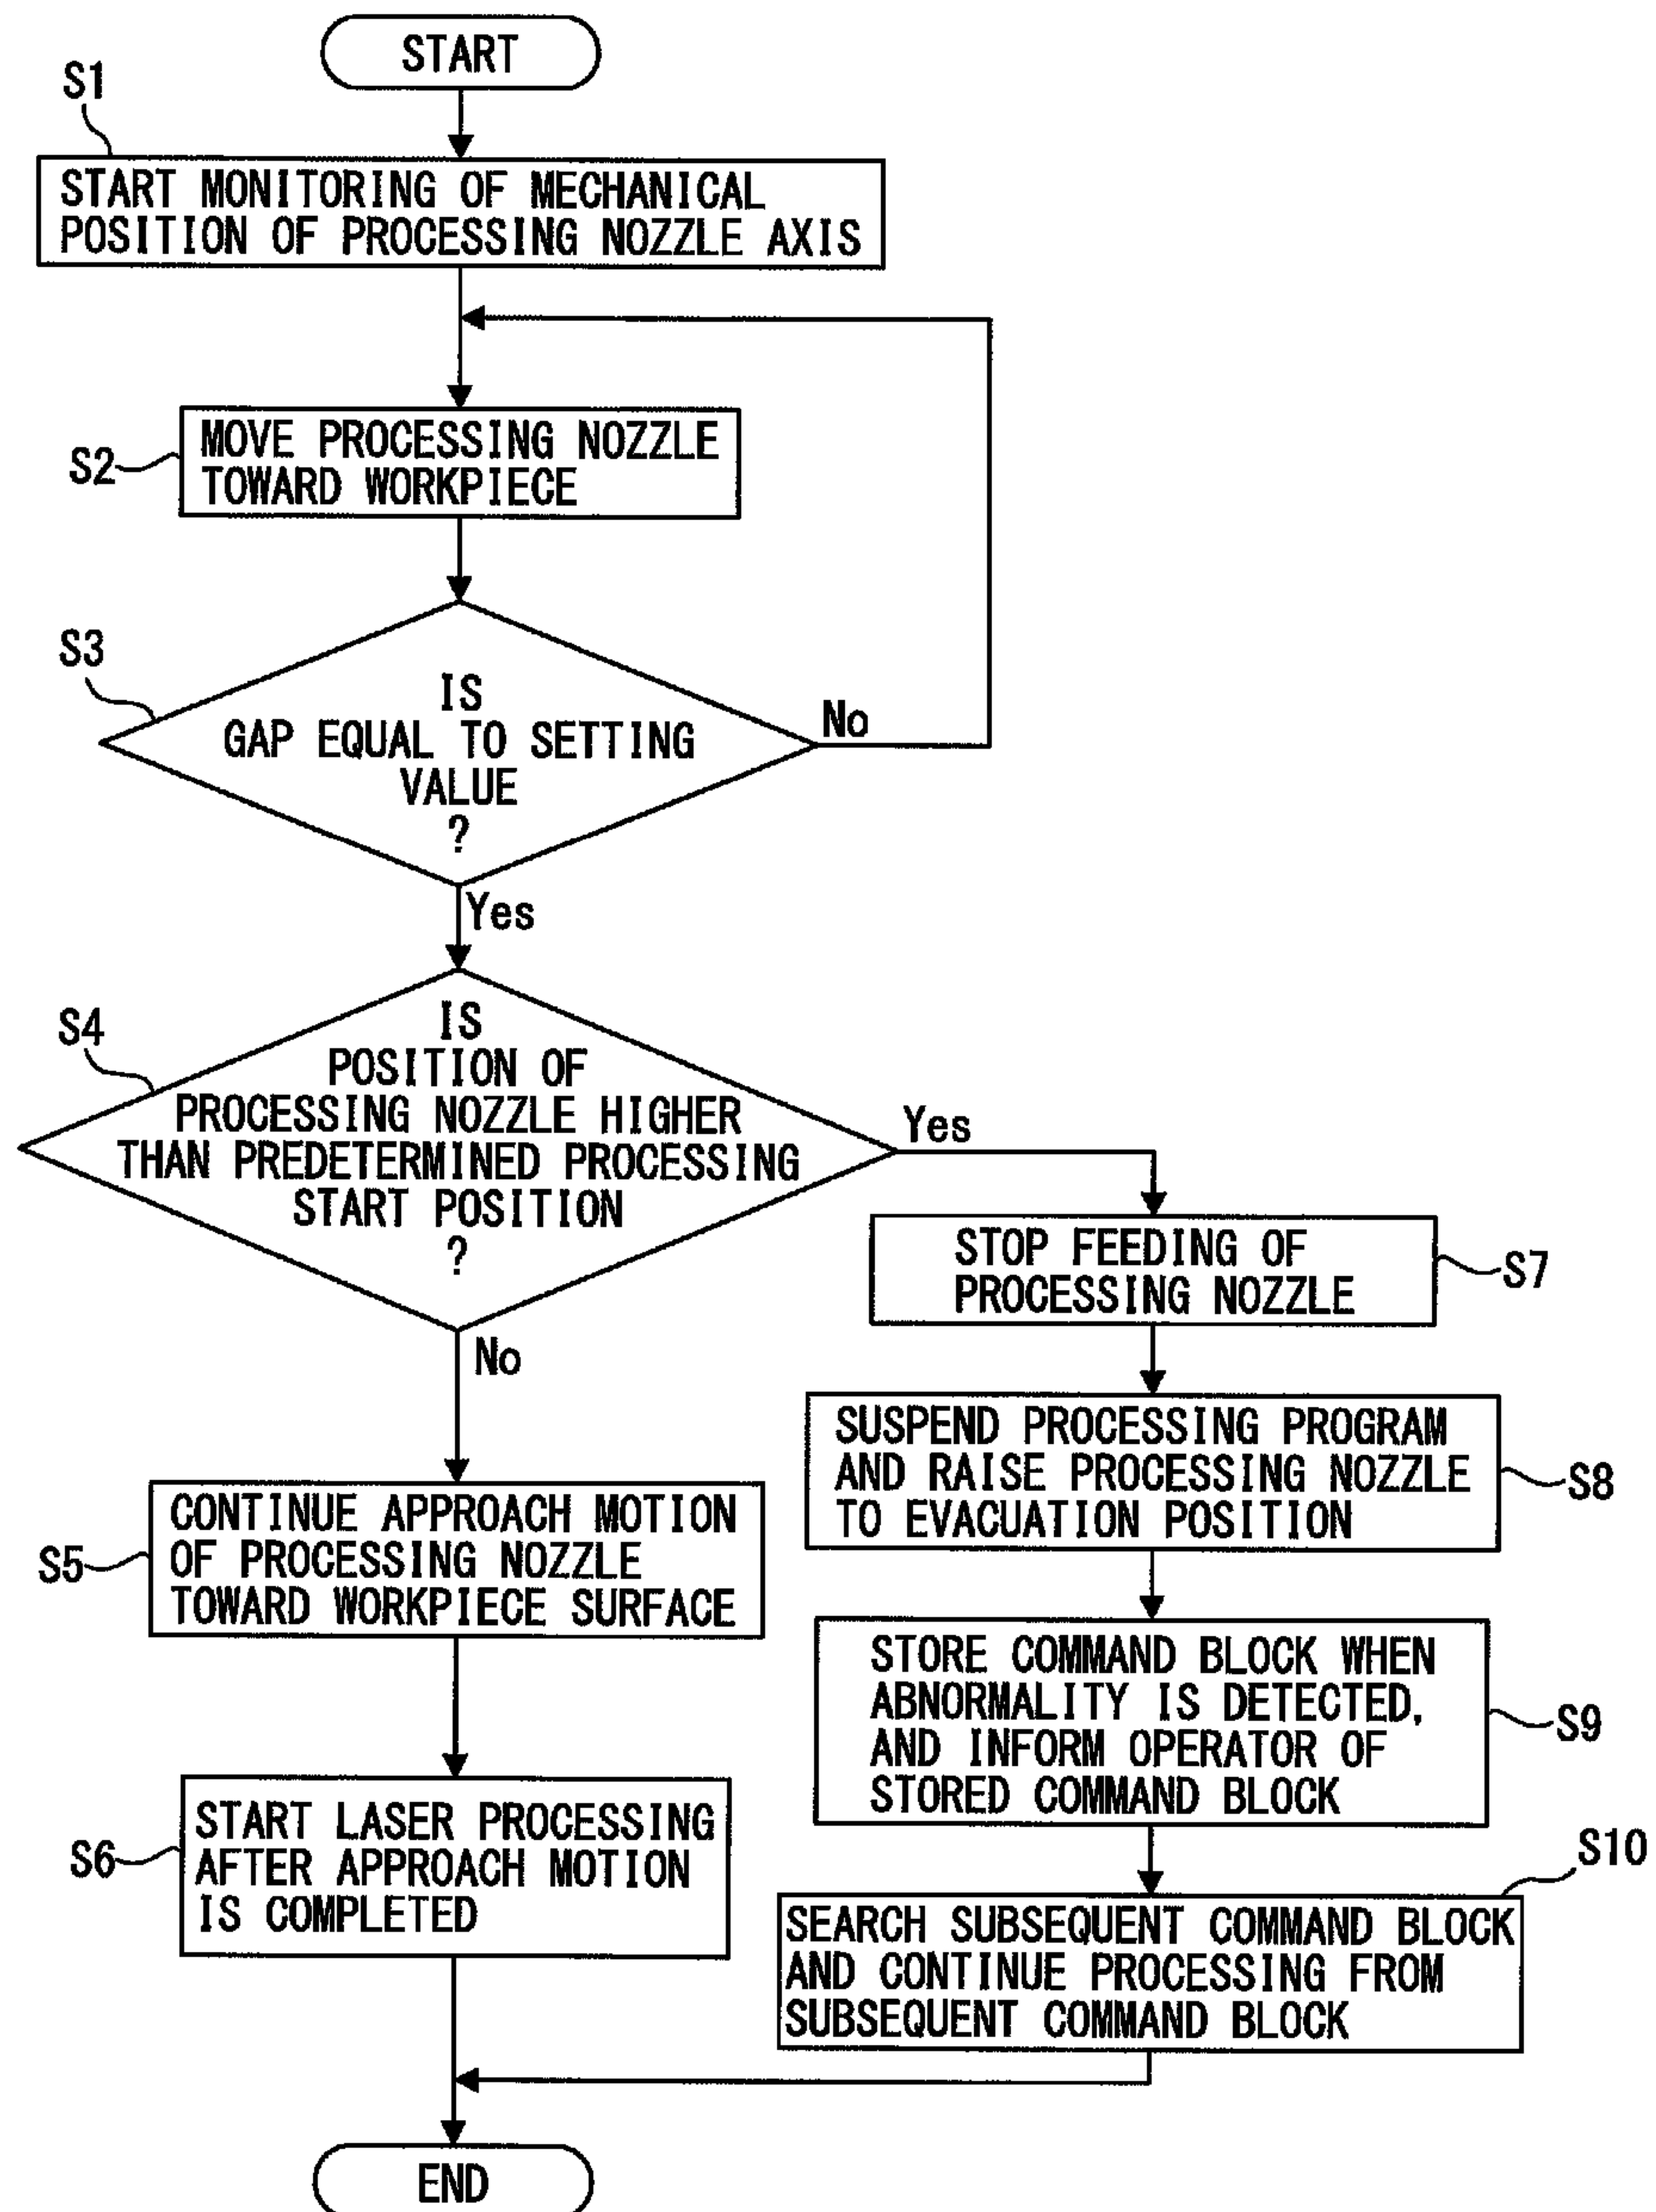 START
S1
START MONITORING OF MECHANICAL
POSITION OF PROCESSING NOZZLE AXIS
S2
MOVE PROCESSING NOZZLE
TOWARD WORKPIECE
S3
IS
GAP EQUAL TO SETTING
VALUE
?
No
Yes
S4
IS
POSITION OF
PROCESSING NOZZLE HIGHER
THAN PREDETERMINED PROCESSING
START POSITION
?
Yes
No
S5
CONTINUE APPROACH MOTION
OF PROCESSING NOZZLE
TOWARD WORKPIECE SURFACE
S6
START LASER PROCESSING
AFTER APPROACH MOTION
IS COMPLETED
STOP FEEDING OF
PROCESSING NOZZLE
S7
SUSPEND PROCESSING PROGRAM
AND RAISE PROCESSING NOZZLE
TO EVACUATION POSITION
S8
STORE COMMAND BLOCK WHEN
ABNORMALITY IS DETECTED,
AND INFORM OPERATOR OF
STORED COMMAND BLOCK
S9
S10
SEARCH SUBSEQUENT COMMAND BLOCK
AND CONTINUE PROCESSING FROM
SUBSEQUENT COMMAND BLOCK
END